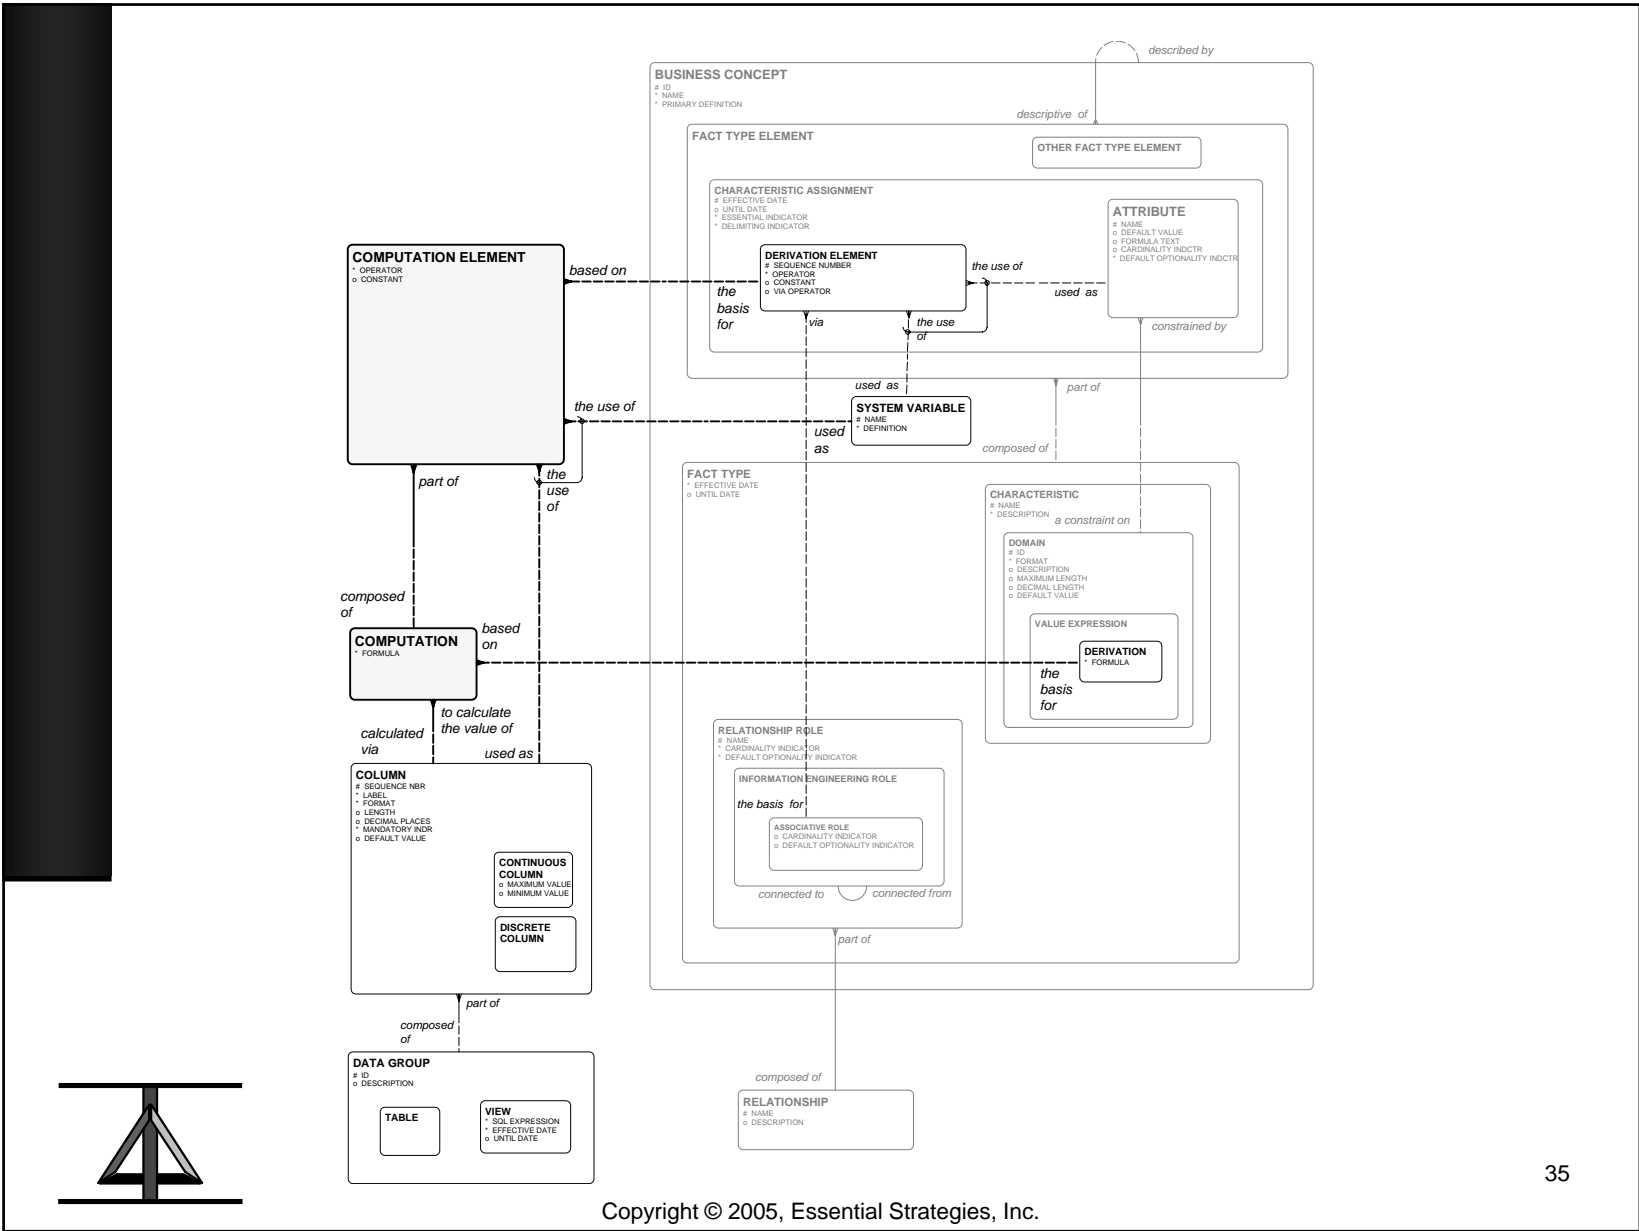 described by
BUSINESS CONCEPT
# ID
* NAME
* PRIMARY DEFINITION
descriptive of
FACT TYPE ELEMENT
OTHER FACT TYPE ELEMENT
CHARACTERISTIC ASSIGNMENT
# EFFECTIVE DATE
o UNTIL DATE
* ESSENTIAL INDICATOR
* DELIMITING INDICATOR
ATTRIBUTE
# NAME
o DEFAULT VALUE
o FORMULA TEXT
o CARDINALITY INDCTR
* DEFAULT OPTIONALITY INDCTR
COMPUTATION ELEMENT
* OPERATOR
o CONSTANT
based on
the
basis
for
DERIVATION ELEMENT
# SEQUENCE NUMBER
* OPERATOR
o CONSTANT
o VIA OPERATOR
the use of
used as
via
the use
of
constrained by
used as
part of
the use of
used
as
SYSTEM VARIABLE
# NAME
* DEFINITION
composed of
part of
the
use
of
FACT TYPE
* EFFECTIVE DATE
o UNTIL DATE
CHARACTERISTIC
# NAME
* DESCRIPTION
a constraint on
DOMAIN
# ID
* FORMAT
o DESCRIPTION
o MAXIMUM LENGTH
o DECIMAL LENGTH
o DEFAULT VALUE
VALUE EXPRESSION
DERIVATION
* FORMULA
the
basis
for
composed
of
COMPUTATION
* FORMULA
based
on
to calculate
the value of
calculated
via
used as
RELATIONSHIP ROLE
# NAME
* CARDINALITY INDICATOR
* DEFAULT OPTIONALITY INDICATOR
INFORMATION ENGINEERING ROLE
the basis for
ASSOCIATIVE ROLE
o CARDINALITY INDICATOR
o DEFAULT OPTIONALITY INDICATOR
connected to
connected from
part of
COLUMN
# SEQUENCE NBR
* LABEL
* FORMAT
o LENGTH
o DECIMAL PLACES
* MANDATORY INDR
o DEFAULT VALUE
CONTINUOUS
COLUMN
o MAXIMUM VALUE
o MINIMUM VALUE
DISCRETE
COLUMN
part of
composed
of
DATA GROUP
# ID
o DESCRIPTION
TABLE
VIEW
* SQL EXPRESSION
* EFFECTIVE DATE
o UNTIL DATE
composed of
RELATIONSHIP
# NAME
o DESCRIPTION
35
Copyright © 2005, Essential Strategies, Inc.